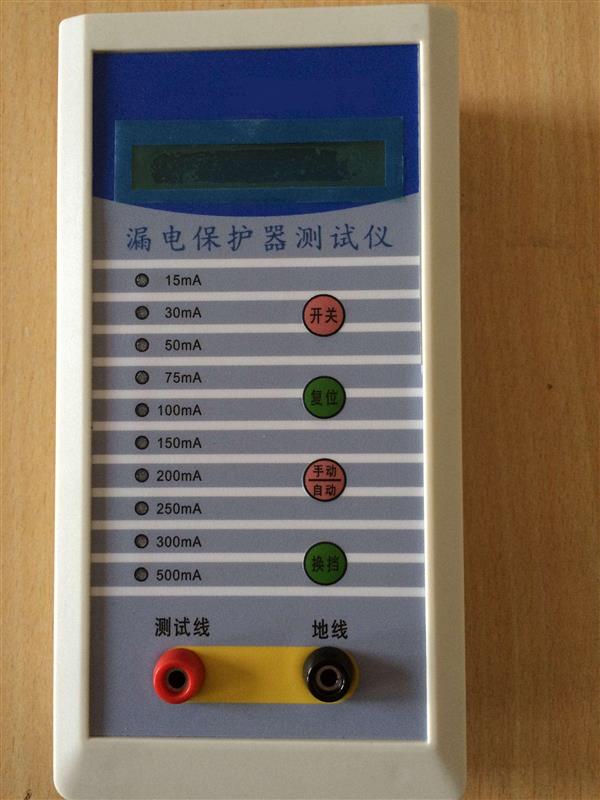 漏电保护器测试仪
15mA
30mA
开关
50mA
75mA
复位
100mA
150mA
200mA
手动
自动
250mA
300mA
换挡
500mA
测试线 地线